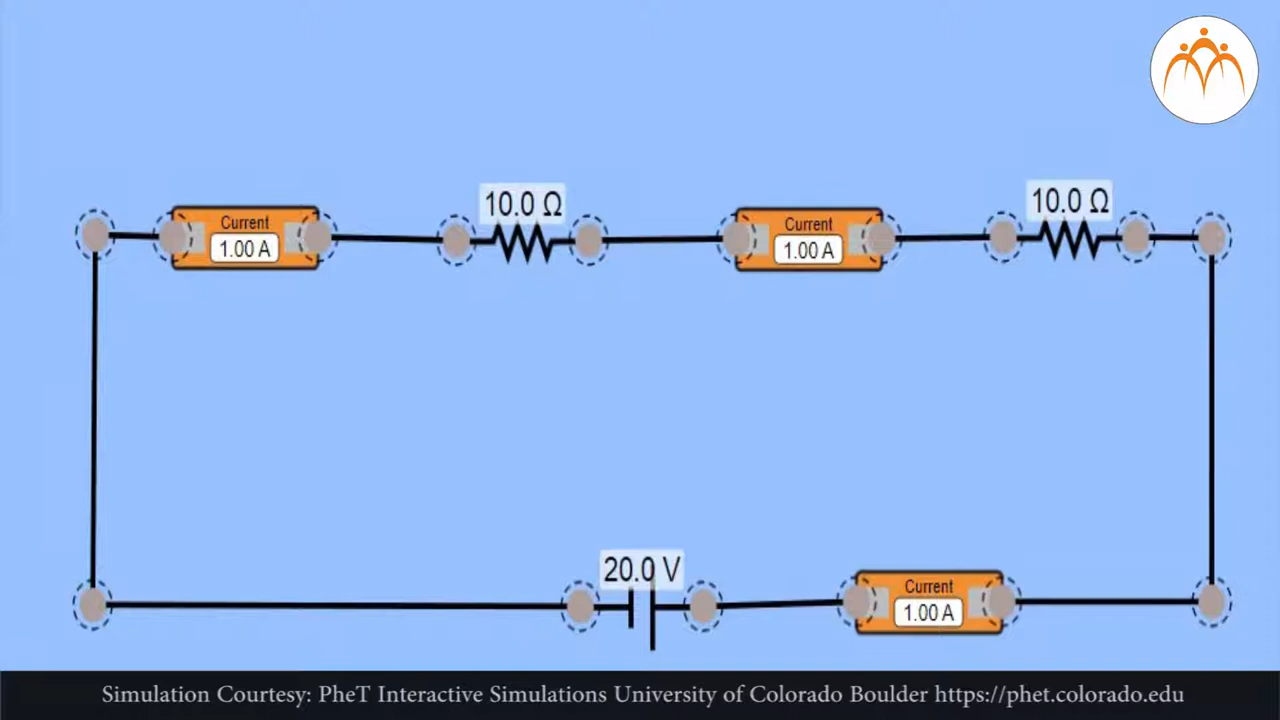 10.0 Ω
10.0 Ω
Current
1.00 A
Current
1.00 A
20.0 V
Current
1.00 A
Simulation Courtesy: PheT Interactive Simulations University of Colorado Boulder https://phet.colorado.edu